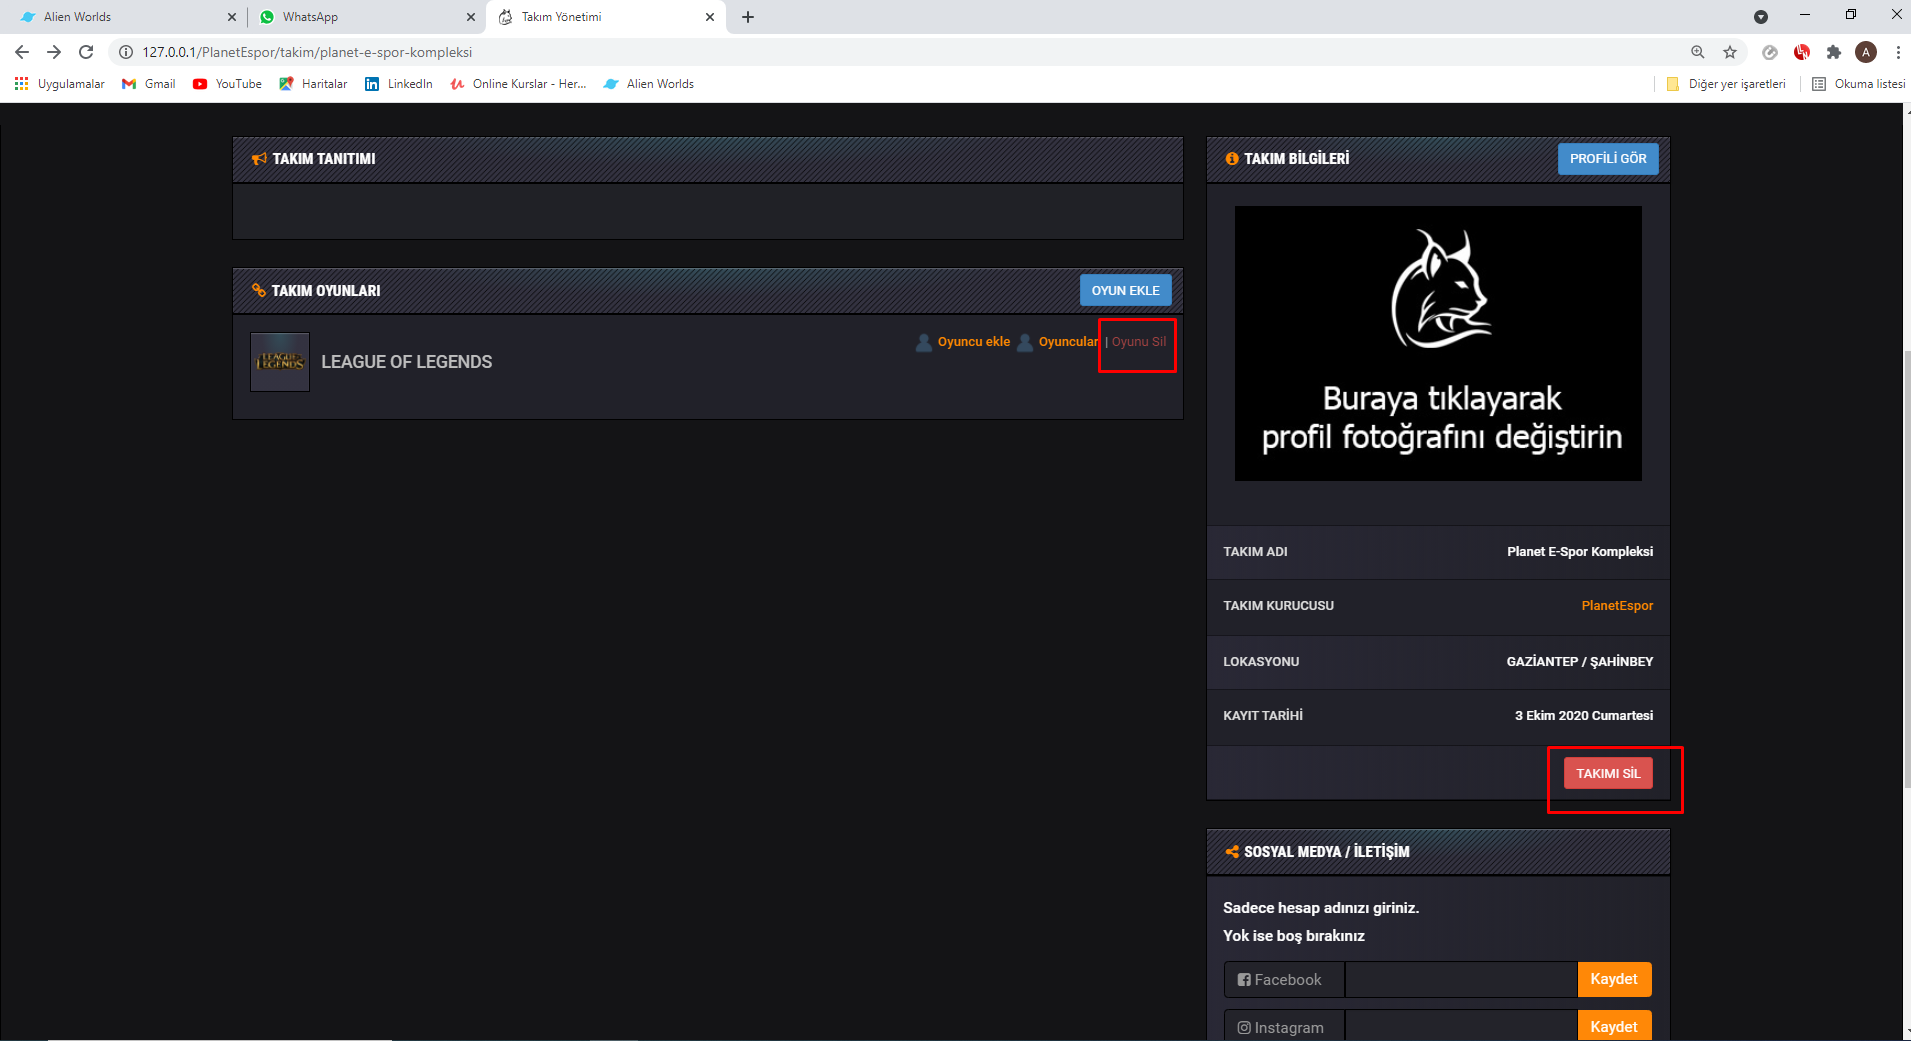 Alien Worlds
WhatsApp
Takım Yönetimi
127.0.0.1/PlanetEspor/takim/planet-e-spor-kompleksi
A
Uygulamalar
Gmail
YouTube
Haritalar
LinkedIn
Online Kurslar - Her...
Alien Worlds
Diğer yer işaretleri
Okuma listesi
TAKIM TANITIMI
TAKIM OYUNLARI
OYUN EKLE
LEAGUE OF LEGENDS
LEAGUE OF LEGENDS
Oyuncu ekle
Oyuncular
| Oyunu Sil
TAKIM BİLGİLERİ
PROFİLİ GÖR
Buraya tıklayarak
profil fotoğrafını değiştirin
TAKIM ADI
Planet E-Spor Kompleksi
TAKIM KURUCUSU
PlanetEspor
LOKASYONU
GAZİANTEP / ŞAHİNBEY
KAYIT TARİHİ
3 Ekim 2020 Cumartesi
TAKIMI SİL
SOSYAL MEDYA / İLETİŞİM
Sadece hesap adınızı giriniz.
Yok ise boş bırakınız
Facebook
Kaydet
Instagram
Kaydet